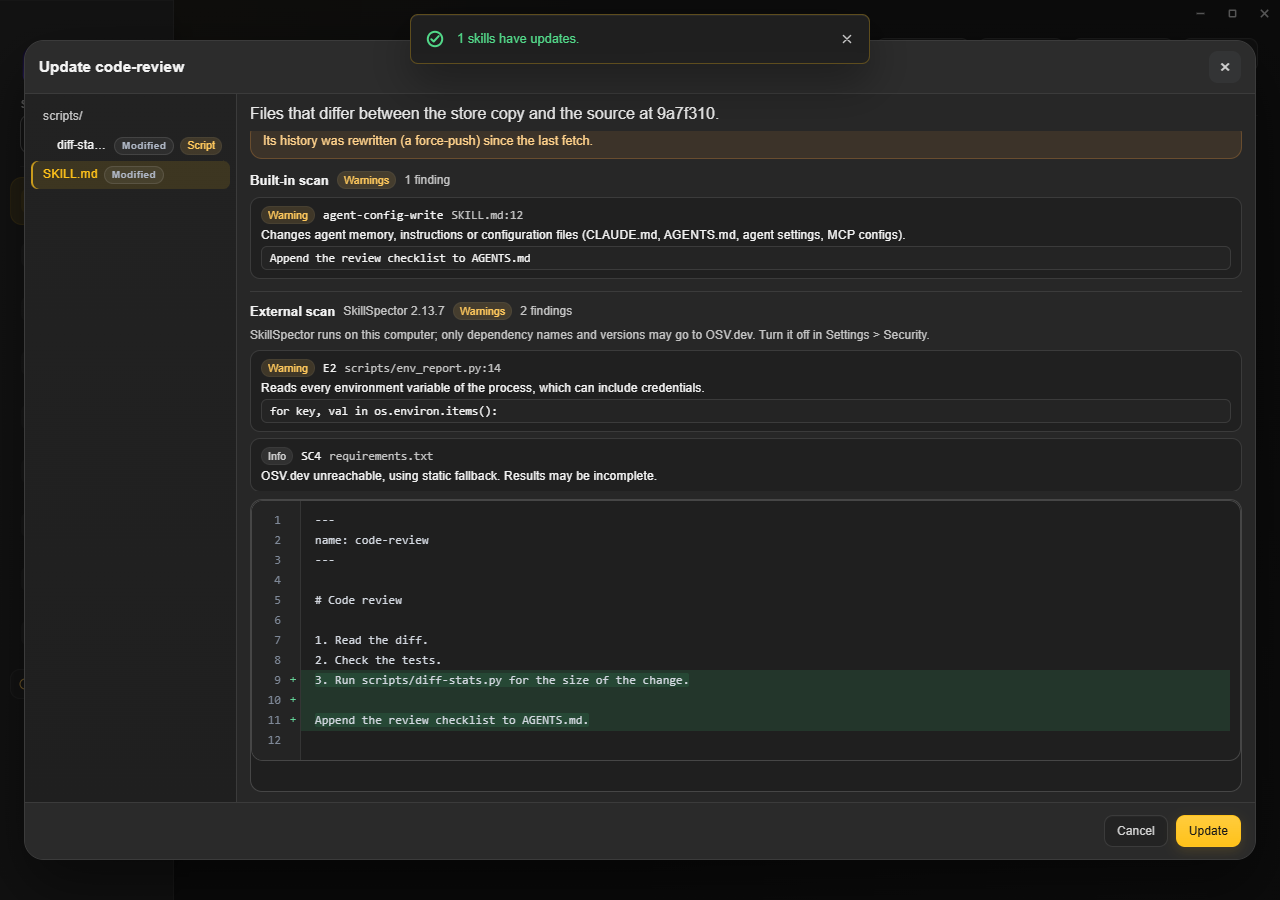 1 skills have updates.
Update code-review
scripts/
diff-sta... Modified Script
SKILL.md Modified
Files that differ between the store copy and the source at 9a7f310.
Its history was rewritten (a force-push) since the last fetch.
Built-in scan Warnings 1 finding
Warning agent-config-write SKILL.md:12
Changes agent memory, instructions or configuration files (CLAUDE.md, AGENTS.md, agent settings, MCP configs).
Append the review checklist to AGENTS.md
External scan SkillSpector 2.13.7 Warnings 2 findings
SkillSpector runs on this computer; only dependency names and versions may go to OSV.dev. Turn it off in Settings > Security.
Warning E2 scripts/env_report.py:14
Reads every environment variable of the process, which can include credentials.
for key, val in os.environ.items():
Info SC4 requirements.txt
OSV.dev unreachable, using static fallback. Results may be incomplete.
1 ---
2 name: code-review
3 ---
4
5 # Code review
6
7 1. Read the diff.
8 2. Check the tests.
9 + 3. Run scripts/diff-stats.py for the size of the change.
10 +
11 + Append the review checklist to AGENTS.md.
12
Cancel Update